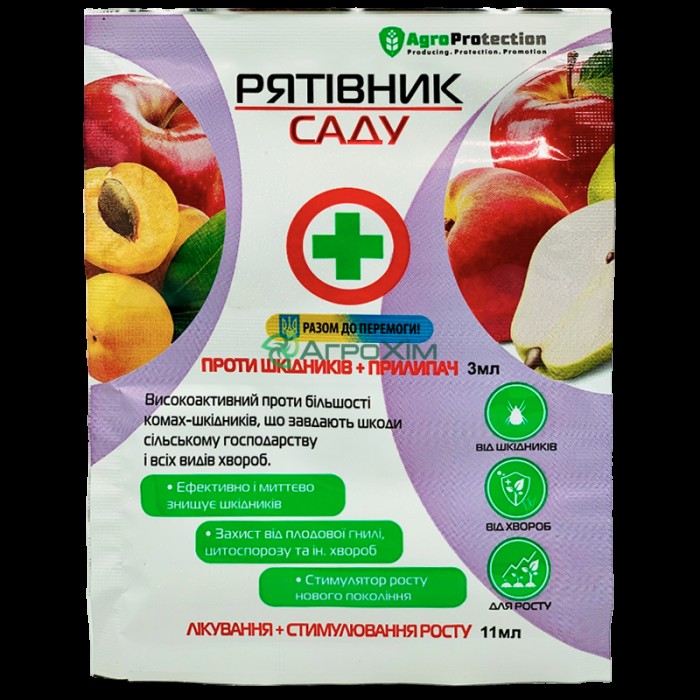 AgroProtection
Producing. Protection. Promotion
РЯТІВНИК
САДУ
РАЗОМ ДО ПЕРЕМОГИ!
АГРОХІМ
ПРОТИ ШКІДНИКІВ + ПРИЛИПАЧ 3мл
Високоактивний проти більшості
комах-шкідників, що завдають шкоди
сільському господарству
і всіх видів хвороб.
ВІД ШКІДНИКІВ
• Ефективно і миттєво
знищує шкідників
• Захист від плодової гнилі,
цитоспорозу та ін. хвороб
ВІД ХВОРОБ
• Стимулятор росту
нового покоління
ДЛЯ РОСТУ
ЛІКУВАННЯ + СТИМУЛЮВАННЯ РОСТУ 11мл